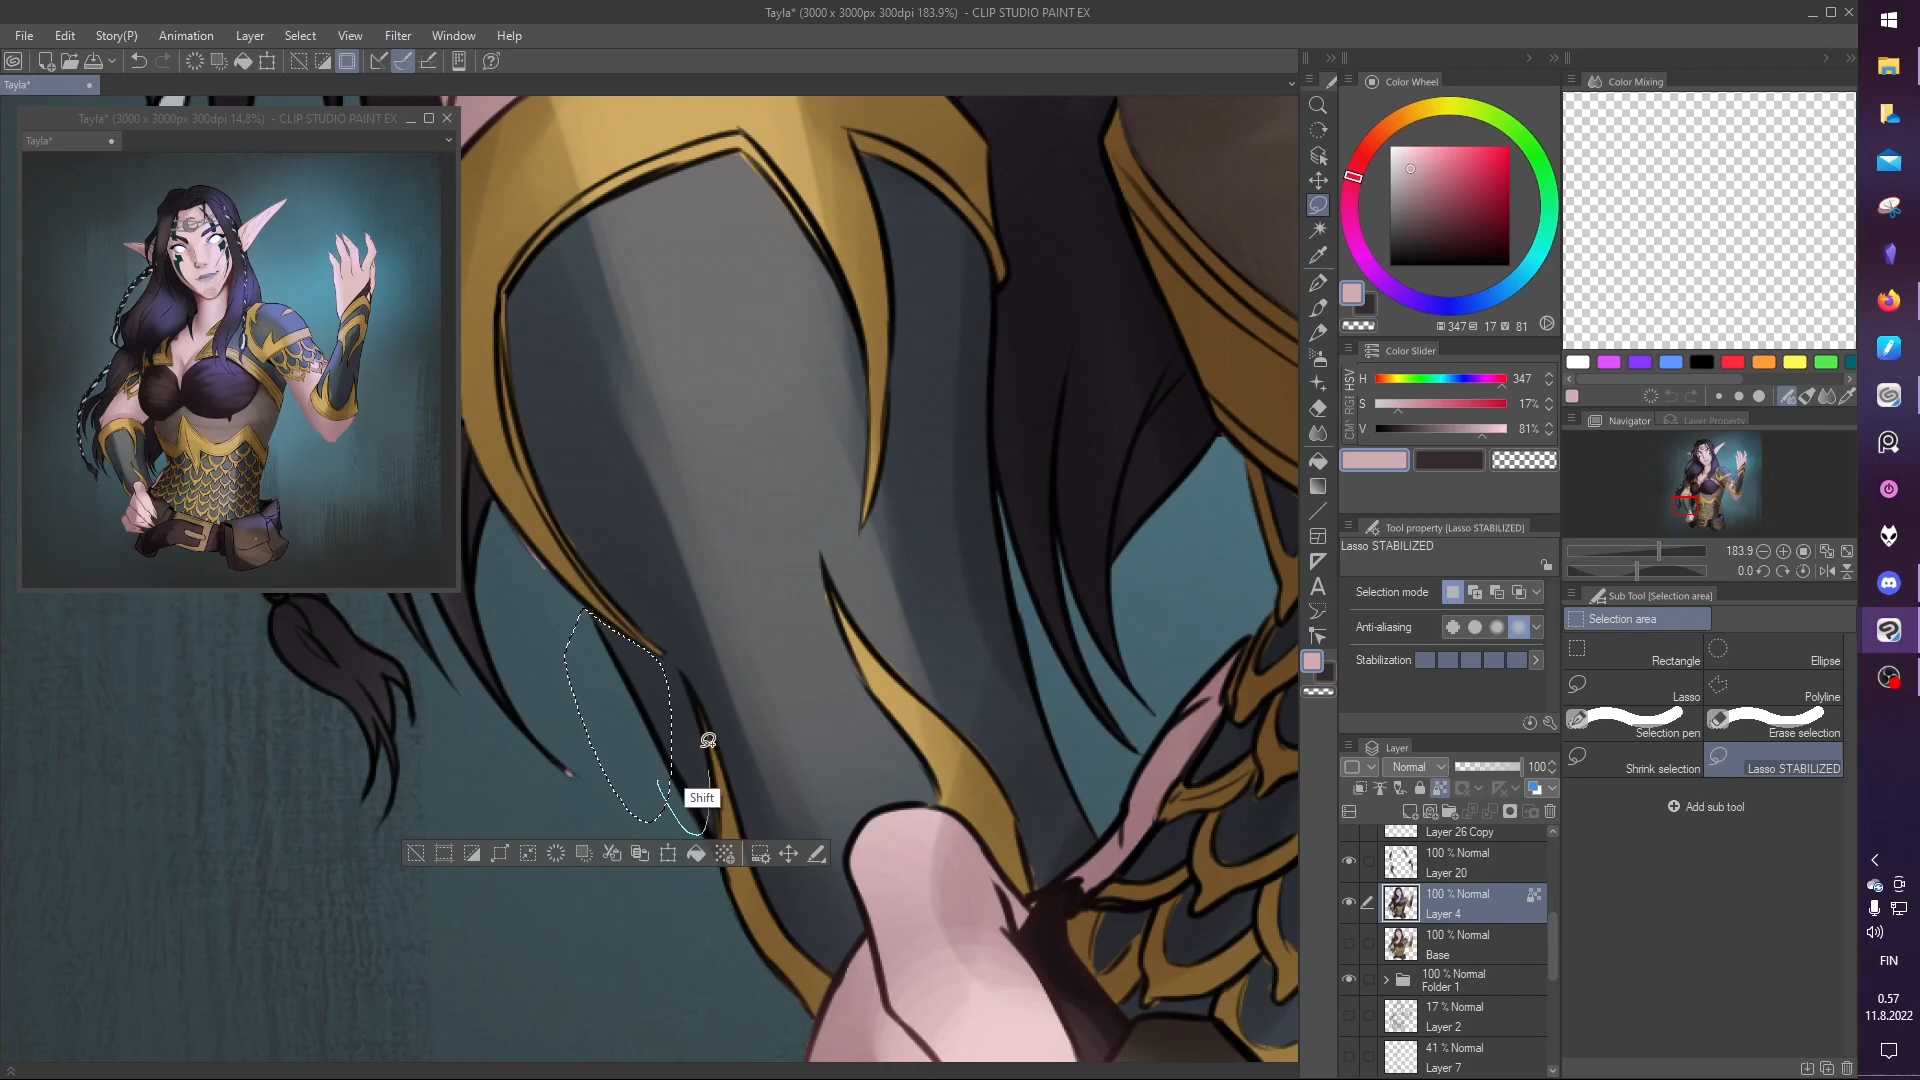 Tayla* (3000 x 3000px 300dpi 183.9%) - CLIP STUDIO PAINT EX
File Edit Story(P) Animation Layer Select View Filter Window Help
Tayla*
Tayla* (3000 x 3000px 300dpi 14.8%) - CLIP STUDIO PAINT EX
Tayla*
Shift
Color Wheel
347 17 81
Color Slider
HSV
RGB
CM
H 347
S 17%
V 81%
Tool property [Lasso STABILIZED]
Lasso STABILIZED
Selection mode
Anti-aliasing
Stabilization
Layer
Normal 100
Layer 26 Copy
100 % Normal
Layer 20
100 % Normal
Layer 4
100 % Normal
Base
100 % Normal
Folder 1
17 % Normal
Layer 2
41 % Normal
Layer 7
Color Mixing
Navigator Layer Property
183.9
0.0
Sub Tool [Selection area]
Selection area
Rectangle Ellipse
Lasso Polyline
Selection pen Erase selection
Shrink selection Lasso STABILIZED
Add sub tool
FIN
0.57
11.8.2022